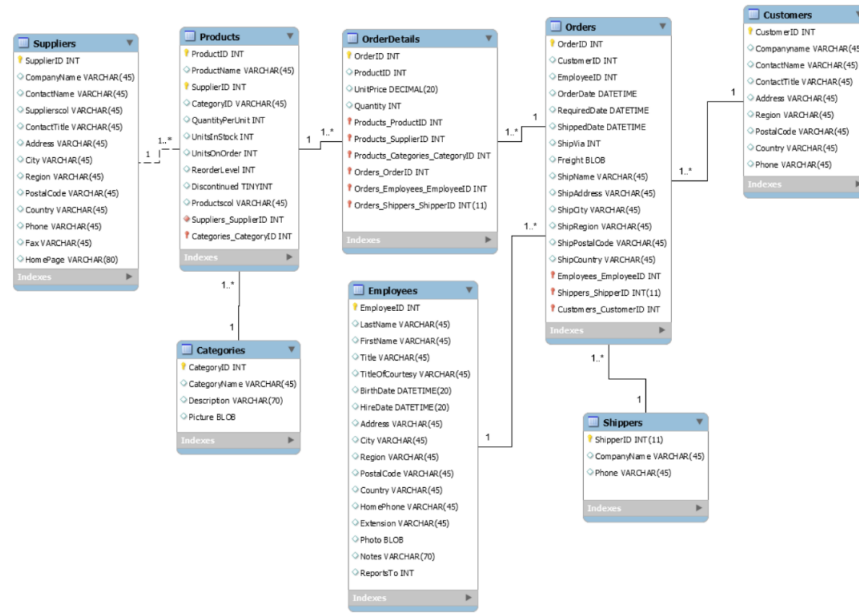 Suppliers
SupplierID INT
CompanyName VARCHAR(45)
ContactName VARCHAR(45)
Supplierscol VARCHAR(45)
ContactTitle VARCHAR(45)
Address VARCHAR(45)
City VARCHAR(45)
Region VARCHAR(45)
PostalCode VARCHAR(45)
Country VARCHAR(45)
Phone VARCHAR(45)
Fax VARCHAR(45)
HomePage VARCHAR(80)
Indexes
1
1..*
Products
ProductID INT
ProductName VARCHAR(45)
SupplierID INT
CategoryID VARCHAR(45)
QuantityPerUnit INT
UnitsInStock INT
UnitsOnOrder INT
ReorderLevel INT
Discontinued TINYINT
Productscol VARCHAR(45)
Suppliers_SupplierID INT
Categories_CategoryID INT
Indexes
1
1..*
1..*
1
Categories
CategoryID INT
CategoryName VARCHAR(45)
Description VARCHAR(70)
Picture BLOB
Indexes
OrderDetails
OrderID INT
ProductID INT
UnitPrice DECIMAL(20)
Quantity INT
Products_ProductID INT
Products_SupplierID INT
Products_Categories_CategoryID INT
Orders_OrderID INT
Orders_Employees_EmployeeID INT
Orders_Shippers_ShipperID INT(11)
Indexes
1..*
1
Employees
EmployeeID INT
LastName VARCHAR(45)
FirstName VARCHAR(45)
Title VARCHAR(45)
TitleOfCourtesy VARCHAR(45)
BirthDate DATETIME(20)
HireDate DATETIME(20)
Address VARCHAR(45)
City VARCHAR(45)
Region VARCHAR(45)
PostalCode VARCHAR(45)
Country VARCHAR(45)
HomePhone VARCHAR(45)
Extension VARCHAR(45)
Photo BLOB
Notes VARCHAR(70)
ReportsTo INT
Indexes
1
1..*
Orders
OrderID INT
CustomerID INT
EmployeeID INT
OrderDate DATETIME
RequiredDate DATETIME
ShippedDate DATETIME
ShipVia INT
Freight BLOB
ShipName VARCHAR(45)
ShipAddress VARCHAR(45)
ShipCity VARCHAR(45)
ShipRegion VARCHAR(45)
ShipPostalCode VARCHAR(45)
ShipCountry VARCHAR(45)
Employees_EmployeeID INT
Shippers_ShipperID INT(11)
Customers_CustomerID INT
Indexes
1..*
1
Shippers
ShipperID INT(11)
CompanyName VARCHAR(45)
Phone VARCHAR(45)
Indexes
1
1..*
Customers
CustomerID INT
Companyname VARCHAR(45)
ContactName VARCHAR(45)
ContactTitle VARCHAR(45)
Address VARCHAR(45)
Region VARCHAR(45)
PostalCode VARCHAR(45)
Country VARCHAR(45)
Phone VARCHAR(45)
Indexes